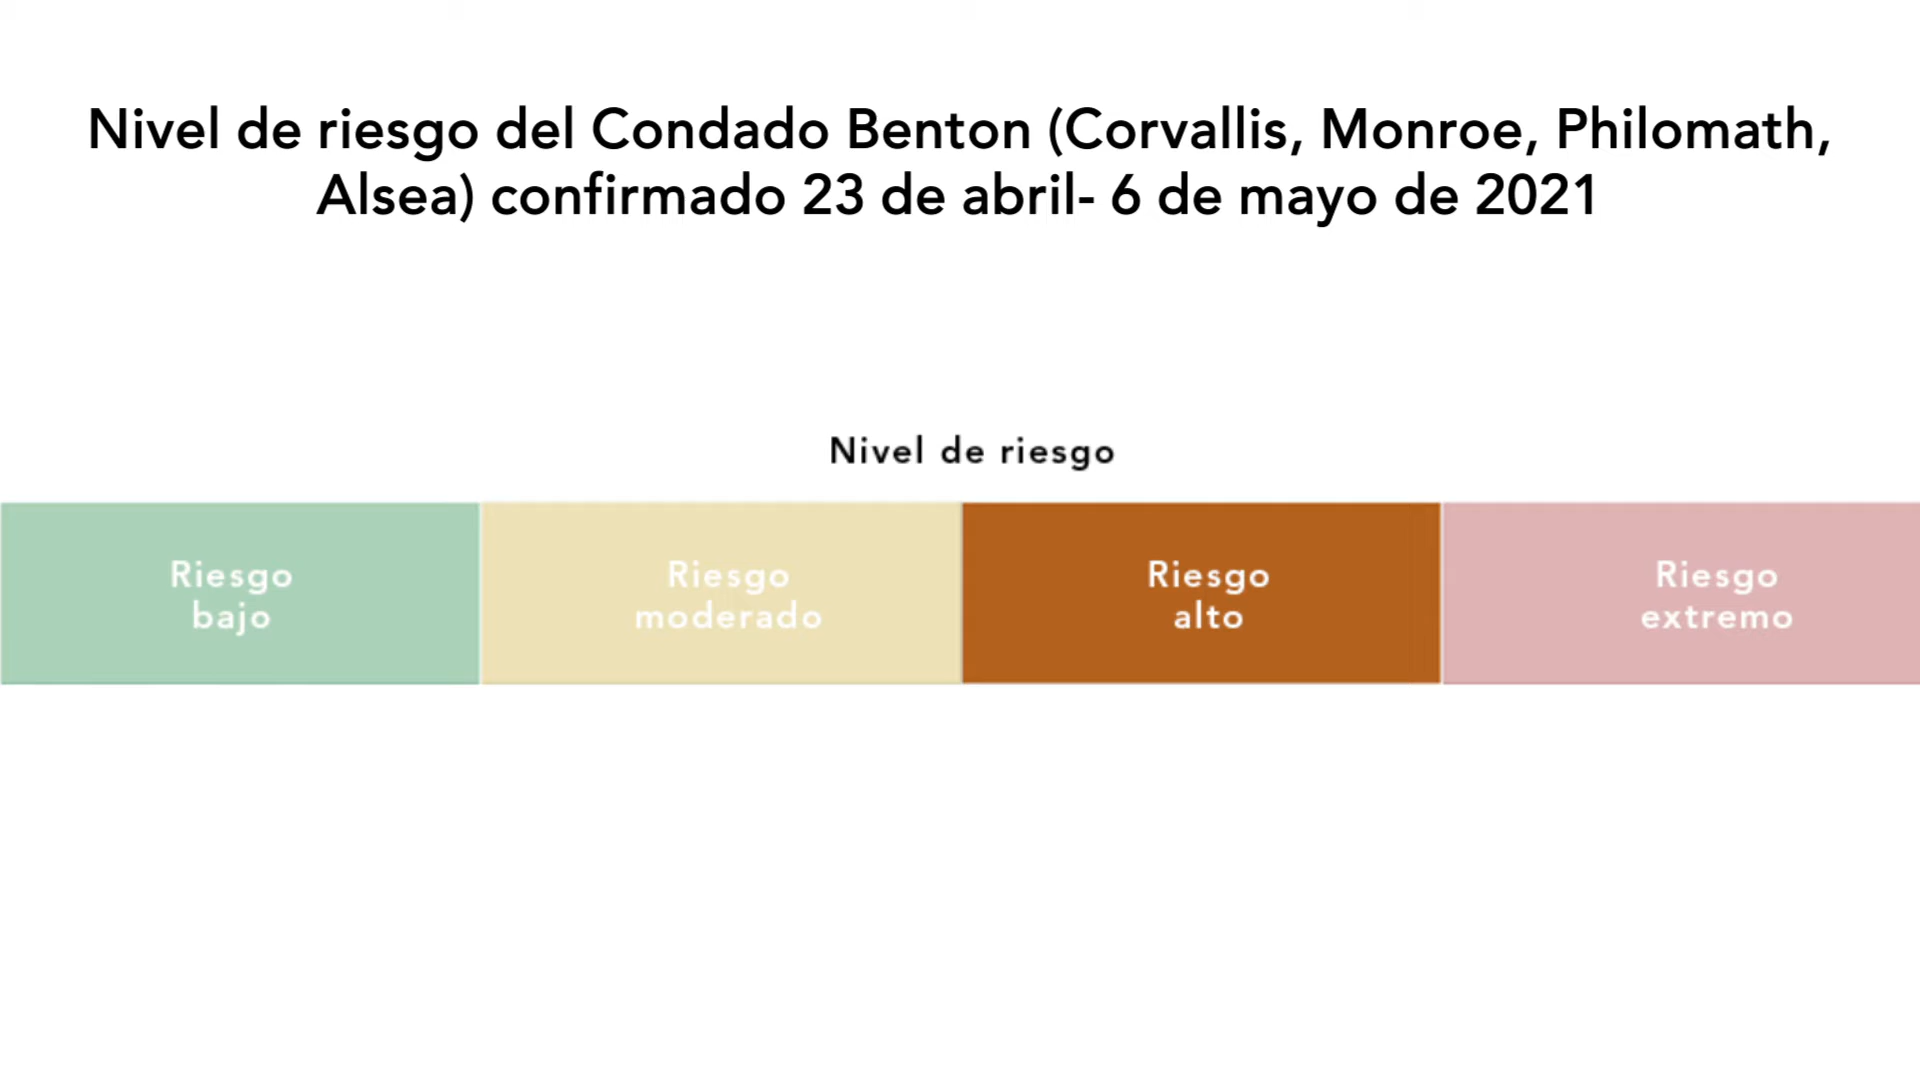 Nivel de riesgo del Condado Benton (Corvallis, Monroe, Philomath,
Alsea) confirmado 23 de abril- 6 de mayo de 2021
Nivel de riesgo
Riesgo
bajo
Riesgo
moderado
Riesgo
alto
Riesgo
extremo